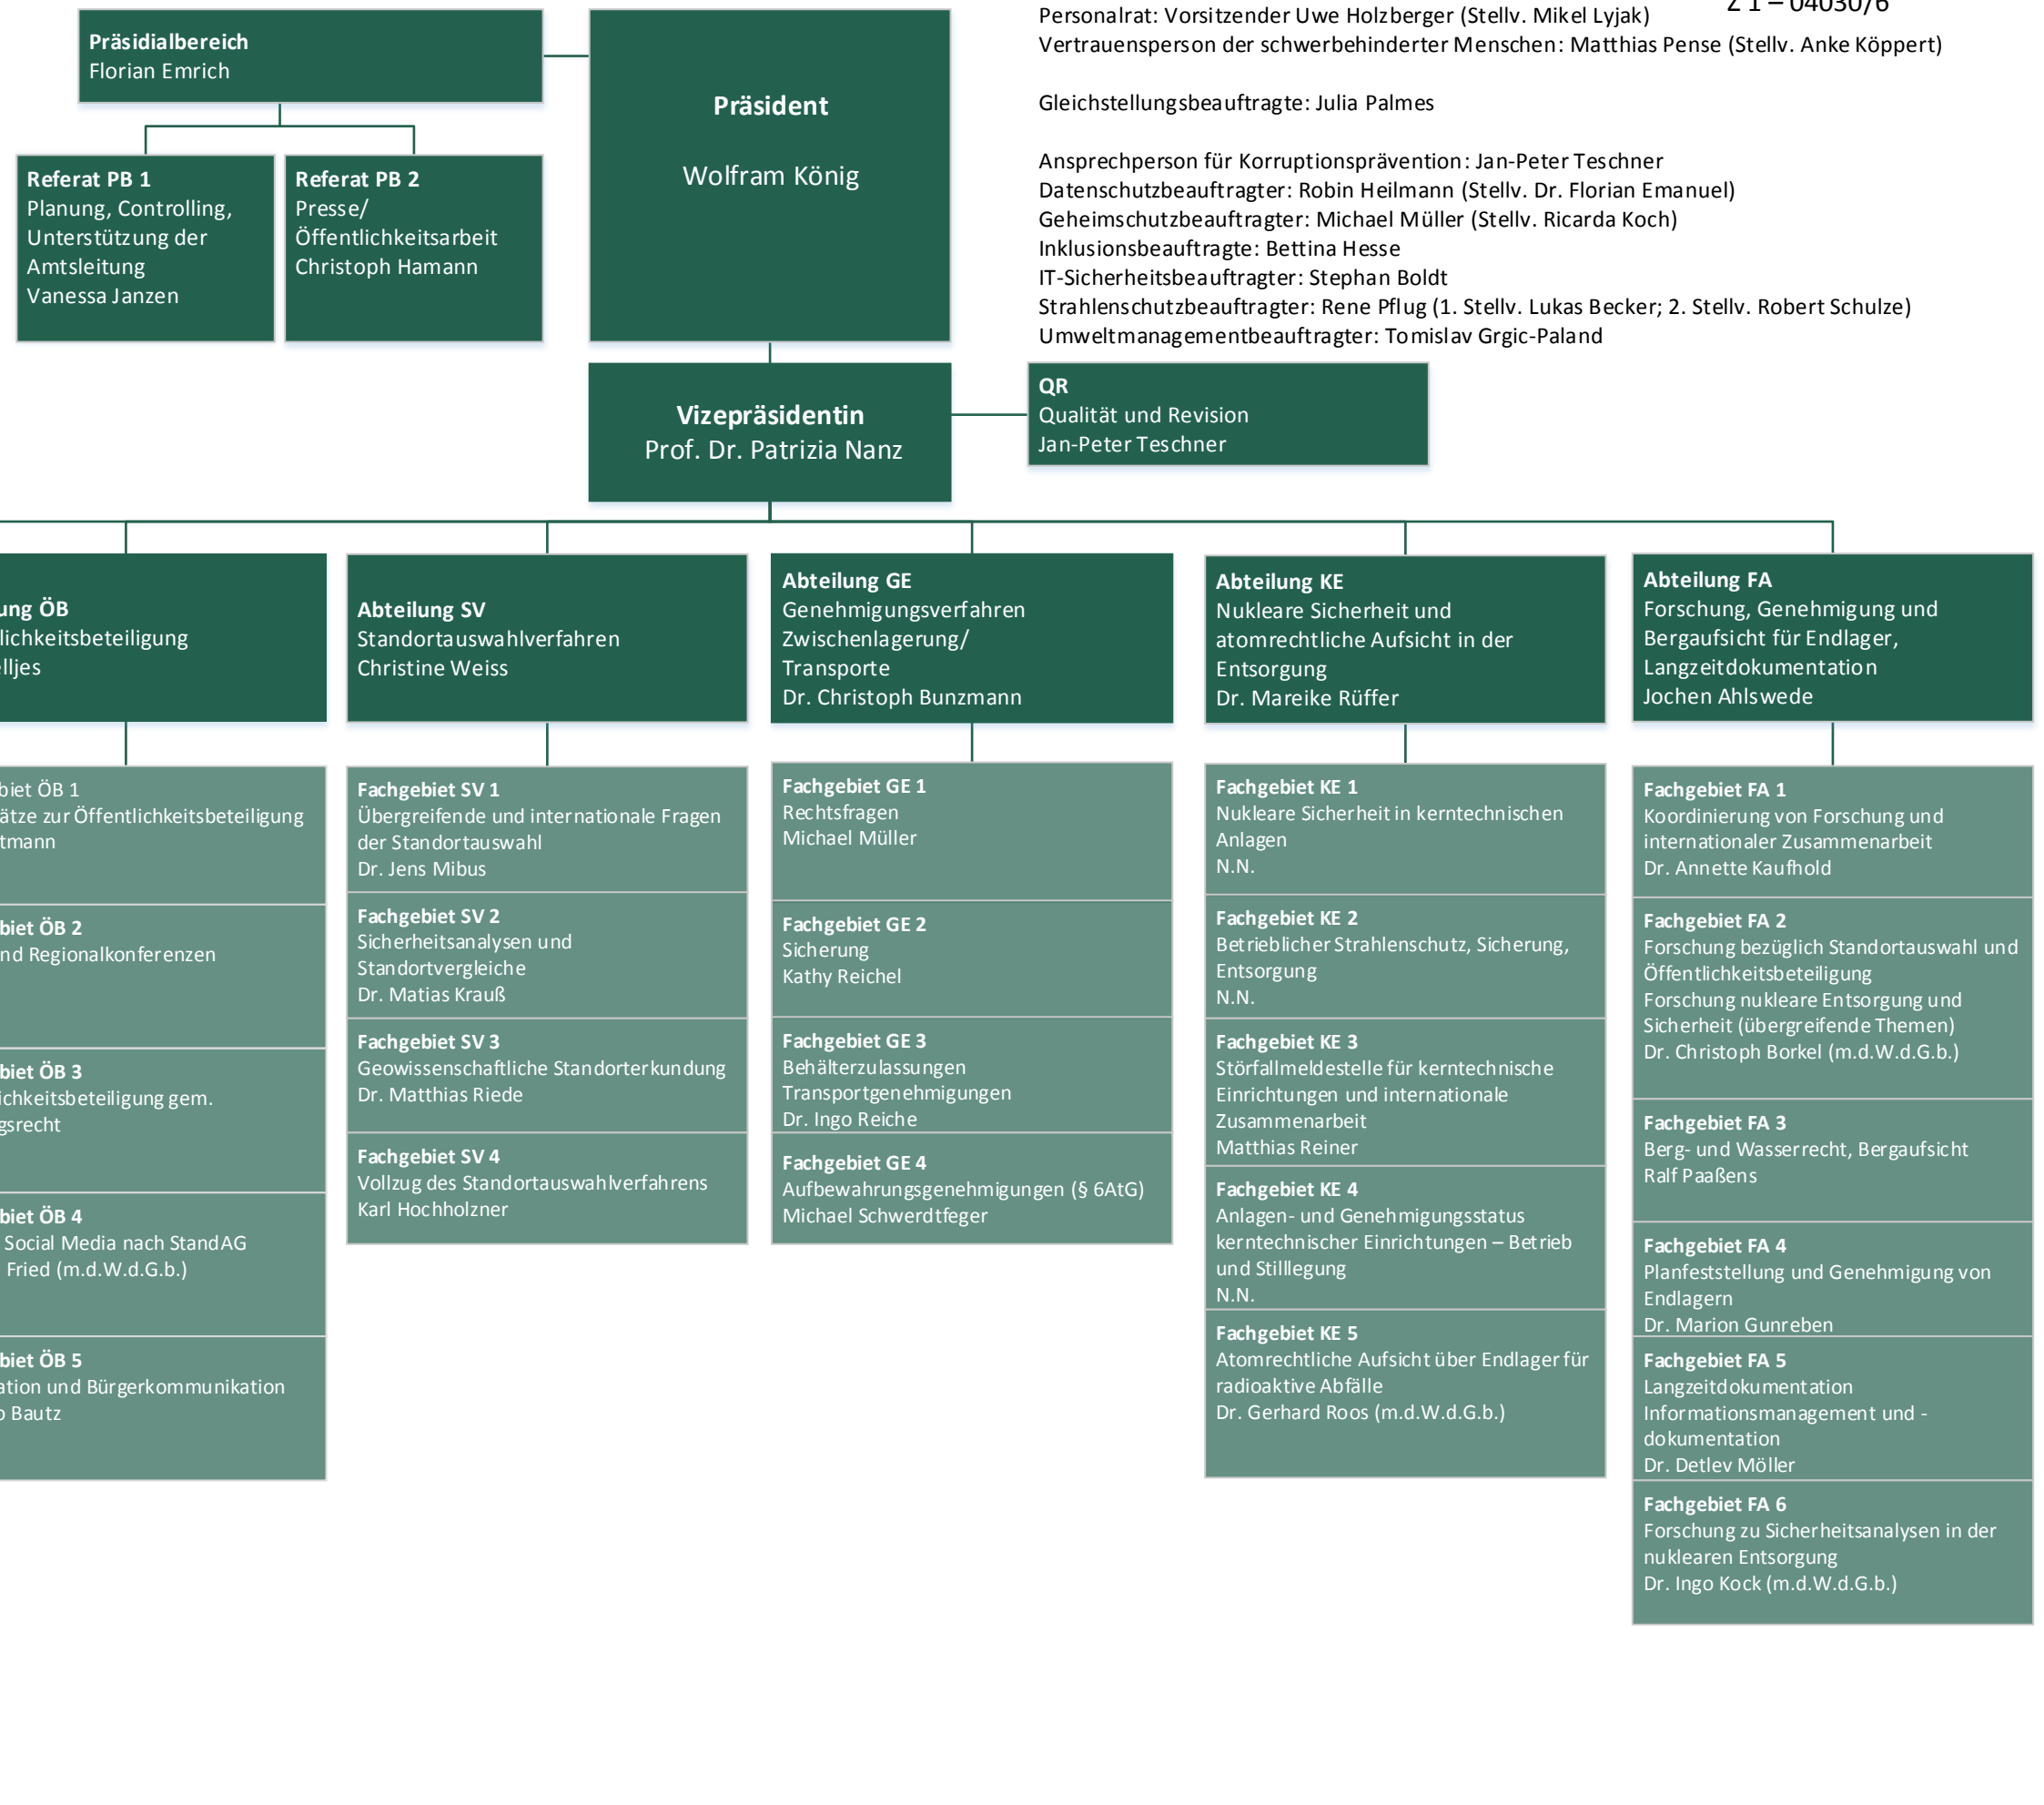 Z 1 – 04030/6
Personalrat: Vorsitzender Uwe Holzberger (Stellv. Mikel Lyjak)
Vertrauensperson der schwerbehinderter Menschen: Matthias Pense (Stellv. Anke Köppert)
Gleichstellungsbeauftragte: Julia Palmes
Ansprechperson für Korruptionsprävention: Jan-Peter Teschner
Datenschutzbeauftragter: Robin Heilmann (Stellv. Dr. Florian Emanuel)
Geheimschutzbeauftragter: Michael Müller (Stellv. Ricarda Koch)
Inklusionsbeauftragte: Bettina Hesse
IT-Sicherheitsbeauftragter: Stephan Boldt
Strahlenschutzbeauftragter: Rene Pflug (1. Stellv. Lukas Becker; 2. Stellv. Robert Schulze)
Umweltmanagementbeauftragter: Tomislav Grgic-Paland
Präsidialbereich
Florian Emrich
Präsident
Wolfram König
Referat PB 1
Planung, Controlling,
Unterstützung der
Amtsleitung
Vanessa Janzen
Referat PB 2
Presse/
Öffentlichkeitsarbeit
Christoph Hamann
Vizepräsidentin
Prof. Dr. Patrizia Nanz
QR
Qualität und Revision
Jan-Peter Teschner
ung ÖB
lichkeitsbeteiligung
elljes
biet ÖB 1
ätze zur Öffentlichkeitsbeteiligung
tmann
biet ÖB 2
nd Regionalkonferenzen
biet ÖB 3
ichkeitsbeteiligung gem.
gsrecht
biet ÖB 4
Social Media nach StandAG
Fried (m.d.W.d.G.b.)
biet ÖB 5
ation und Bürgerkommunikation
o Bautz
Abteilung SV
Standortauswahlverfahren
Christine Weiss
Fachgebiet SV 1
Übergreifende und internationale Fragen
der Standortauswahl
Dr. Jens Mibus
Fachgebiet SV 2
Sicherheitsanalysen und
Standortvergleiche
Dr. Matias Krauß
Fachgebiet SV 3
Geowissenschaftliche Standorterkundung
Dr. Matthias Riede
Fachgebiet SV 4
Vollzug des Standortauswahlverfahrens
Karl Hochholzner
Abteilung GE
Genehmigungsverfahren
Zwischenlagerung/
Transporte
Dr. Christoph Bunzmann
Fachgebiet GE 1
Rechtsfragen
Michael Müller
Fachgebiet GE 2
Sicherung
Kathy Reichel
Fachgebiet GE 3
Behälterzulassungen
Transportgenehmigungen
Dr. Ingo Reiche
Fachgebiet GE 4
Aufbewahrungsgenehmigungen (§ 6AtG)
Michael Schwerdtfeger
Abteilung KE
Nukleare Sicherheit und
atomrechtliche Aufsicht in der
Entsorgung
Dr. Mareike Rüffer
Fachgebiet KE 1
Nukleare Sicherheit in kerntechnischen
Anlagen
N.N.
Fachgebiet KE 2
Betrieblicher Strahlenschutz, Sicherung,
Entsorgung
N.N.
Fachgebiet KE 3
Störfallmeldestelle für kerntechnische
Einrichtungen und internationale
Zusammenarbeit
Matthias Reiner
Fachgebiet KE 4
Anlagen- und Genehmigungsstatus
kerntechnischer Einrichtungen – Betrieb
und Stilllegung
N.N.
Fachgebiet KE 5
Atomrechtliche Aufsicht über Endlager für
radioaktive Abfälle
Dr. Gerhard Roos (m.d.W.d.G.b.)
Abteilung FA
Forschung, Genehmigung und
Bergaufsicht für Endlager,
Langzeitdokumentation
Jochen Ahlswede
Fachgebiet FA 1
Koordinierung von Forschung und
internationaler Zusammenarbeit
Dr. Annette Kaufhold
Fachgebiet FA 2
Forschung bezüglich Standortauswahl und
Öffentlichkeitsbeteiligung
Forschung nukleare Entsorgung und
Sicherheit (übergreifende Themen)
Dr. Christoph Borkel (m.d.W.d.G.b.)
Fachgebiet FA 3
Berg- und Wasserrecht, Bergaufsicht
Ralf Paaßens
Fachgebiet FA 4
Planfeststellung und Genehmigung von
Endlagern
Dr. Marion Gunreben
Fachgebiet FA 5
Langzeitdokumentation
Informationsmanagement und -
dokumentation
Dr. Detlev Möller
Fachgebiet FA 6
Forschung zu Sicherheitsanalysen in der
nuklearen Entsorgung
Dr. Ingo Kock (m.d.W.d.G.b.)